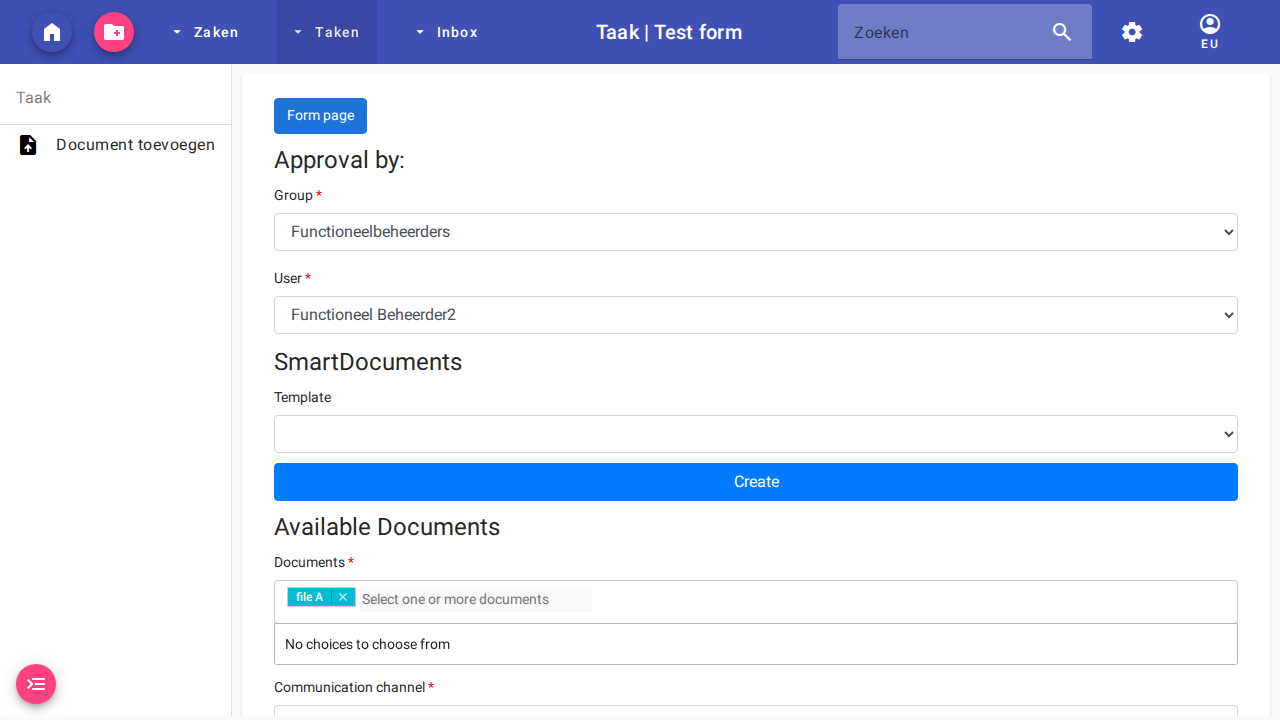 Zaken
Taken
Inbox
Taak | Test form
Zoeken
EU
Taak
Document toevoegen
Form page
Approval by:
Group *
Functioneelbeheerders
User *
Functioneel Beheerder2
SmartDocuments
Template
Create
Available Documents
Documents *
file A
Select one or more documents
No choices to choose from
Communication channel *